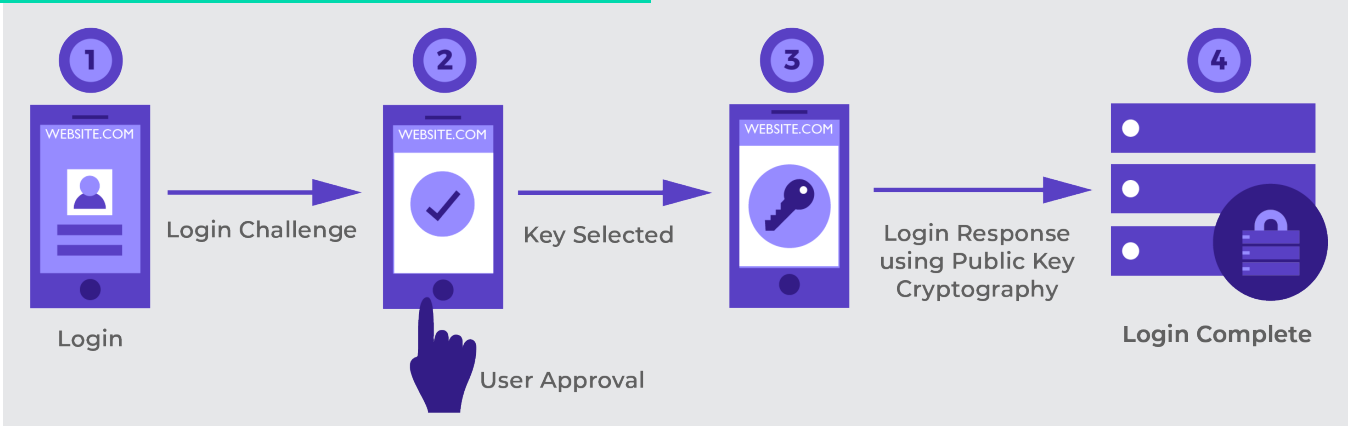 1
2
3
4
WEBSITE.COM
WEBSITE.COM
WEBSITE.COM
Login Challenge
Key Selected
Login Response
using Public Key
Cryptography
Login
User Approval
Login Complete